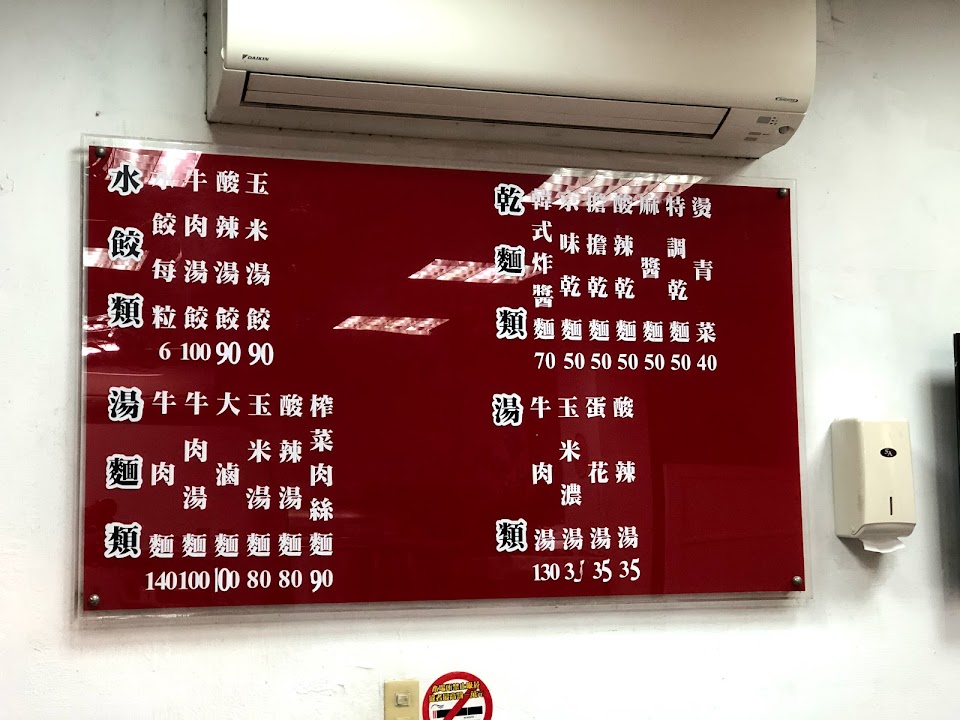 DAIKIN
水餃類
水餃每粒 6
牛肉湯餃 100
酸辣湯餃 90
玉米湯餃 90
乾麵類
韓式炸醬麵 70
味乾麵 50
擔擔乾麵 50
酸辣乾麵 50
麻醬麵 50
特調乾麵 50
燙青菜 40
湯麵類
牛肉麵 140
牛肉湯麵 100
大滷麵 100
玉米湯麵 80
酸辣湯麵 80
榨菜肉絲麵 90
湯類
牛肉湯 130
玉米濃湯 35
蛋花湯 35
酸辣湯 35
SA